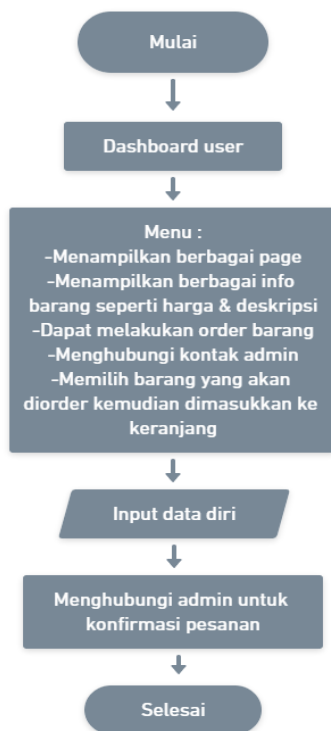 Mulai
Dashboard user
Menu :
-Menampilkan berbagai page
-Menampilkan berbagai info
barang seperti harga & deskripsi
-Dapat melakukan order barang
-Menghubungi kontak admin
-Memilih barang yang akan
diorder kemudian dimasukkan ke
keranjang
Input data diri
Menghubungi admin untuk
konfirmasi pesanan
Selesai